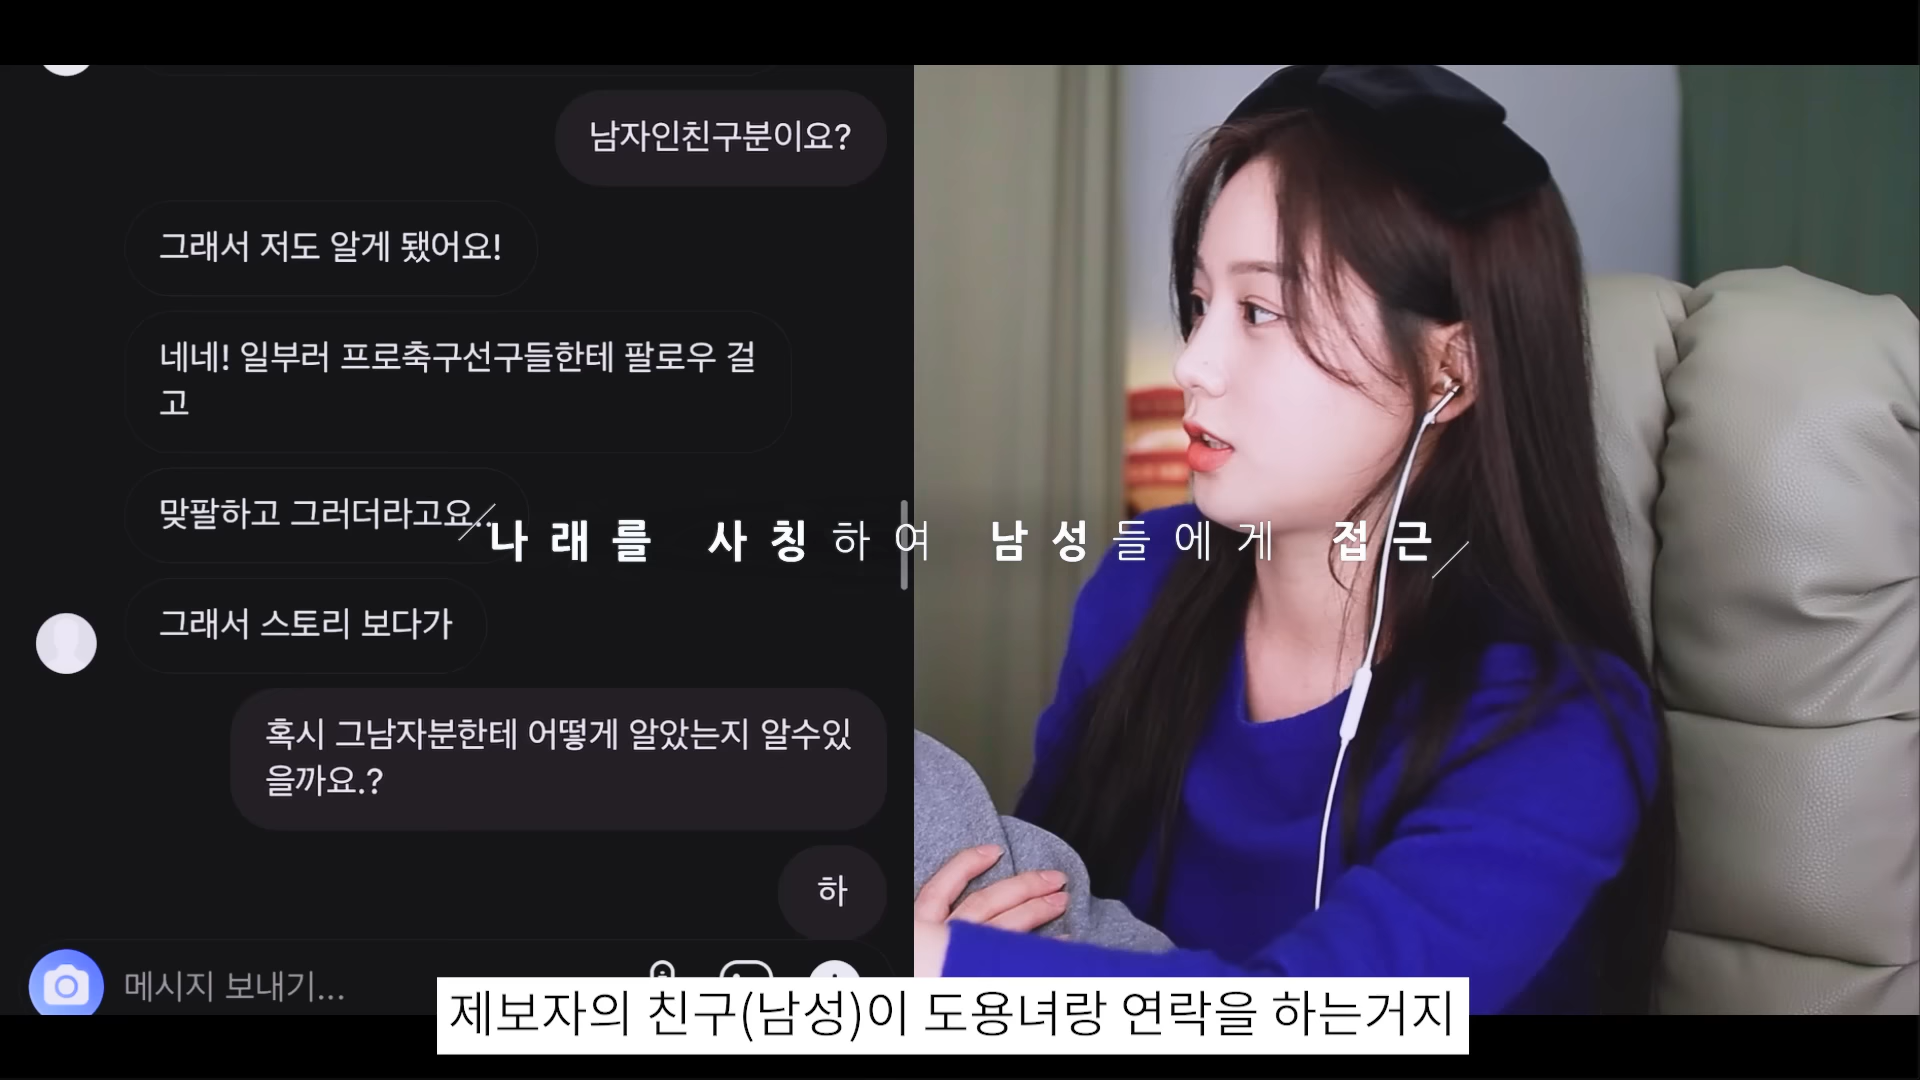 남자인친구분이요?
그래서 저도 알게 됐어요!
네네! 일부러 프로축구선구들한테 팔로우 걸
고
맞팔하고 그러더라고요..
나래를 사칭하여 남성들에게 접근
그래서 스토리 보다가
혹시 그남자분한테 어떻게 알았는지 알수있
을까요.?
하
메시지 보내기...
제보자의 친구(남성)이 도용녀랑 연락을 하는거지